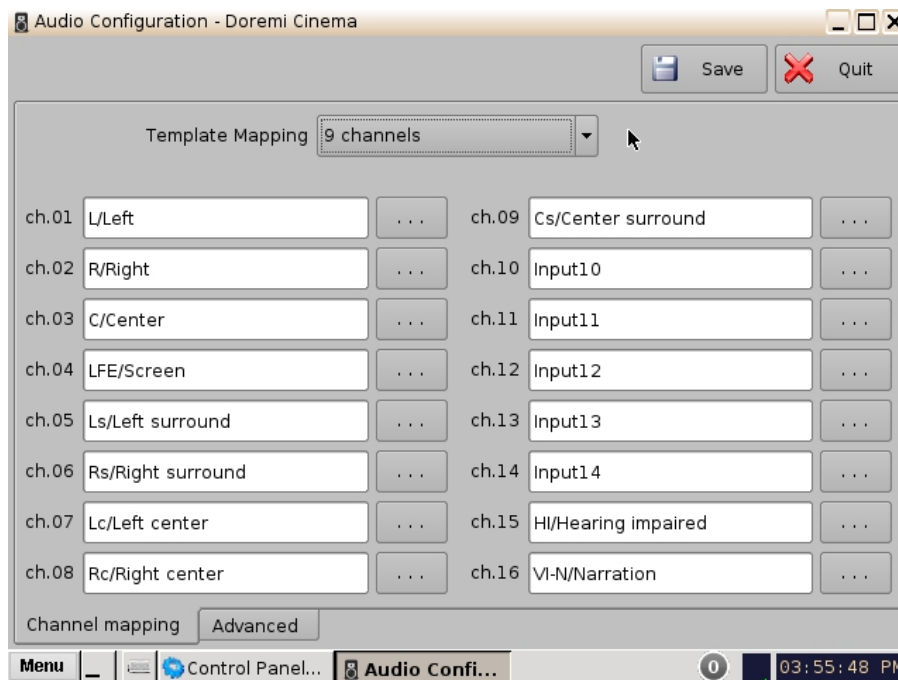 Audio Configuration - Doremi Cinema
Save
Quit
Template Mapping 9 channels
ch.01 L/Left ...
ch.02 R/Right ...
ch.03 C/Center ...
ch.04 LFE/Screen ...
ch.05 Ls/Left surround ...
ch.06 Rs/Right surround ...
ch.07 Lc/Left center ...
ch.08 Rc/Right center ...
ch.09 Cs/Center surround ...
ch.10 Input10 ...
ch.11 Input11 ...
ch.12 Input12 ...
ch.13 Input13 ...
ch.14 Input14 ...
ch.15 HI/Hearing impaired ...
ch.16 VI-N/Narration ...
Channel mapping
Advanced
Menu
Control Panel...
Audio Confi...
0
03:55:48 PM